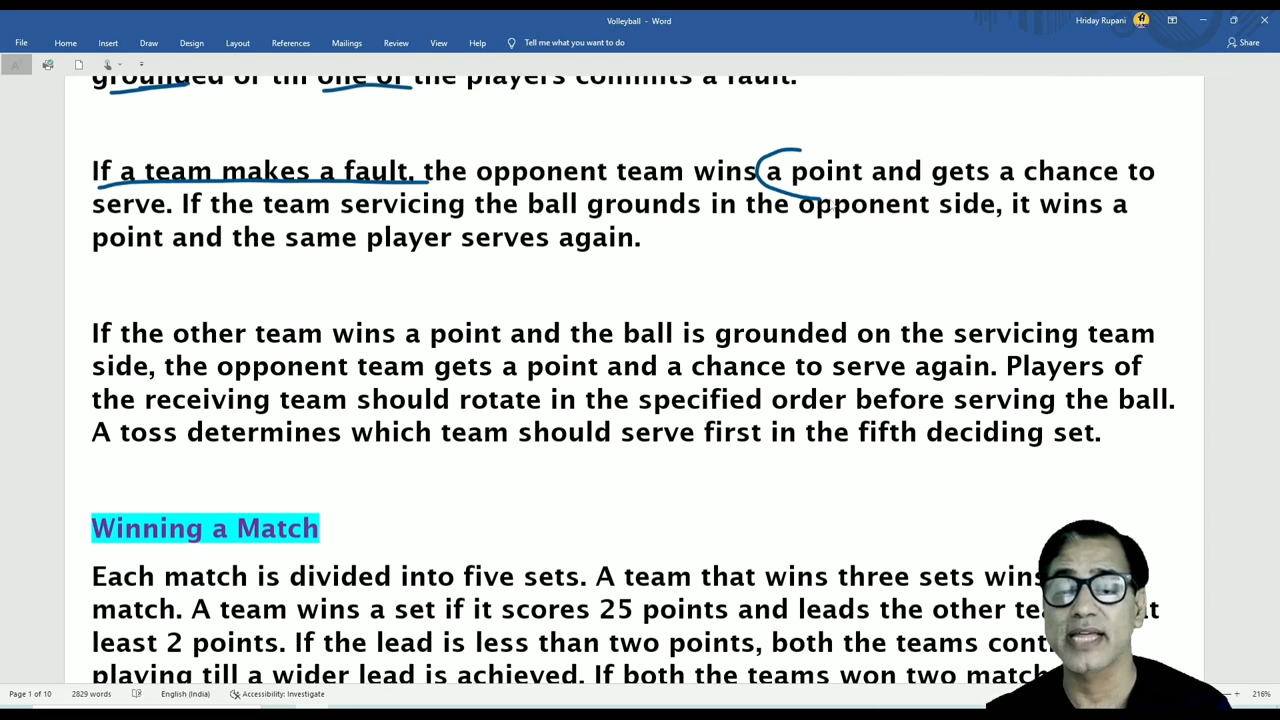 Volleyball - Word
Hriday Rupani
File Home Insert Draw Design Layout References Mailings Review View Help Tell me what you want to do Share
grounded or till one of the players commits a fault.
If a team makes a fault, the opponent team wins a point and gets a chance to
serve. If the team servicing the ball grounds in the opponent side, it wins a
point and the same player serves again.
If the other team wins a point and the ball is grounded on the servicing team
side, the opponent team gets a point and a chance to serve again. Players of
the receiving team should rotate in the specified order before serving the ball.
A toss determines which team should serve first in the fifth deciding set.
Winning a Match
Each match is divided into five sets. A team that wins three sets wins
match. A team wins a set if it scores 25 points and leads the other
least 2 points. If the lead is less than two points, both the teams
playing till a wider lead is achieved. If both the teams won two
Page 1 of 10 2829 words English (India) Accessibility: Investigate 216%